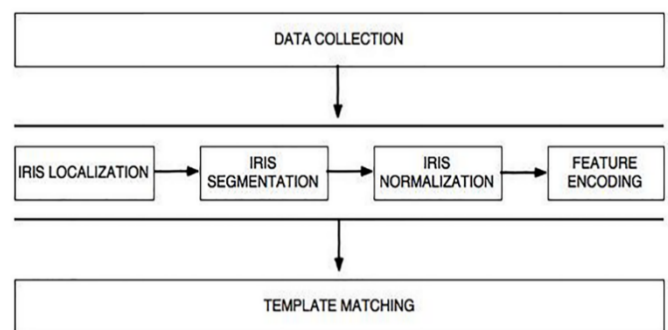 DATA COLLECTION
IRIS LOCALIZATION
IRIS
SEGMENTATION
IRIS
NORMALIZATION
FEATURE
ENCODING
TEMPLATE MATCHING